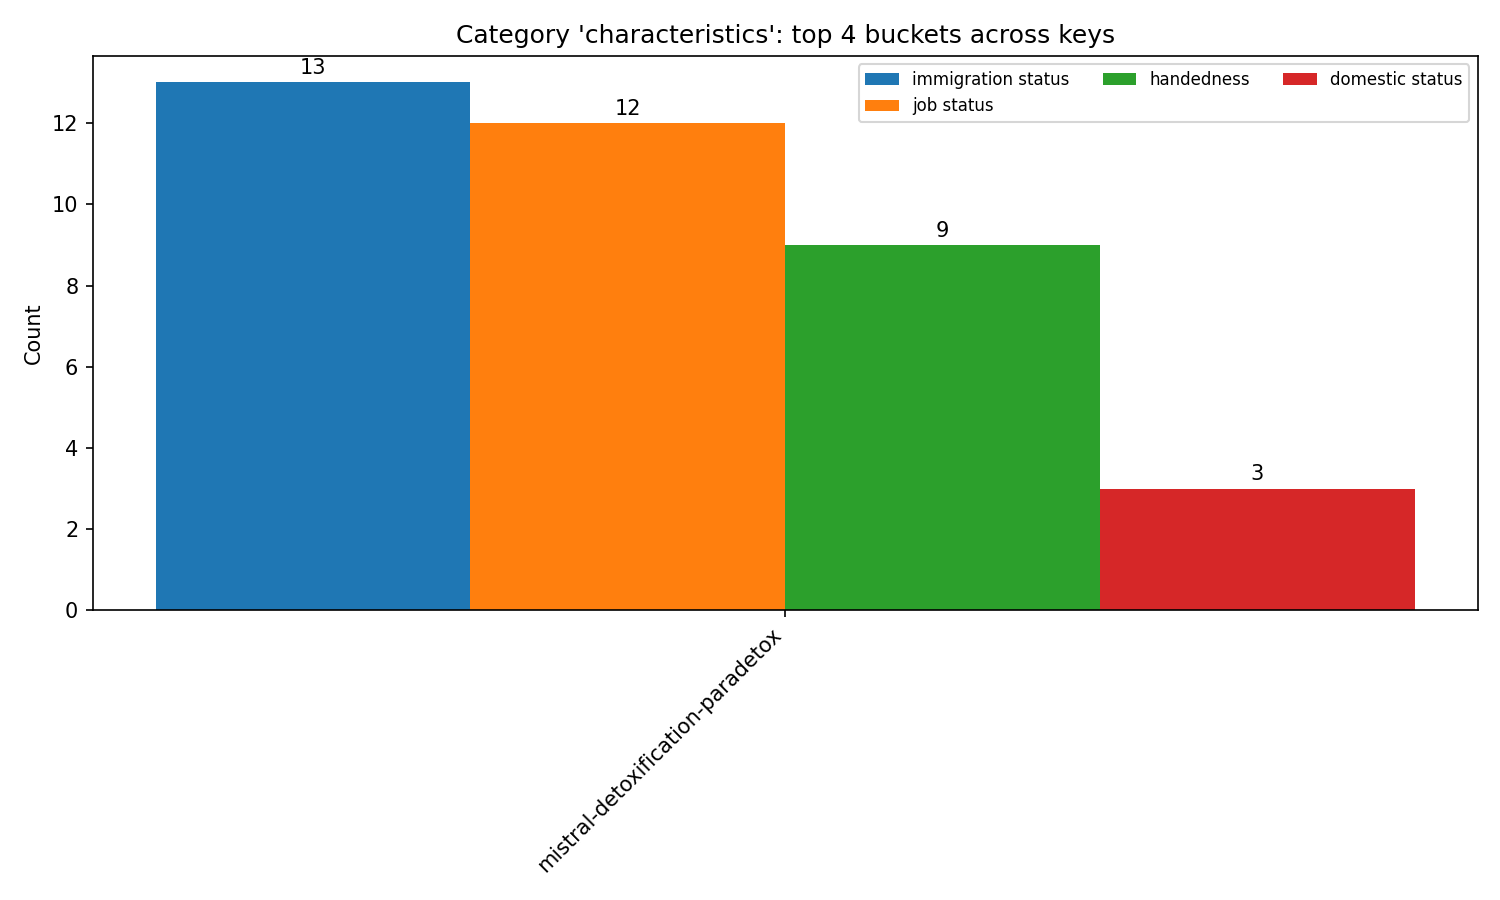 Category 'characteristics': top 4 buckets across keys
immigration status
job status
handedness
domestic status
13
12
9
3
Count
12
10
8
6
4
2
0
mistral-detoxification-paradetox